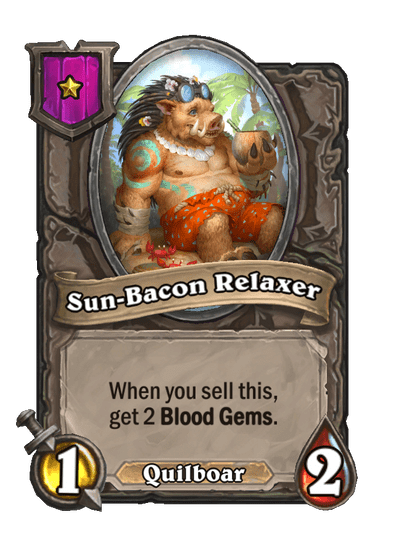 Sun-Bacon Relaxer
When you sell this,
get 2 Blood Gems.
1
Quilboar
2